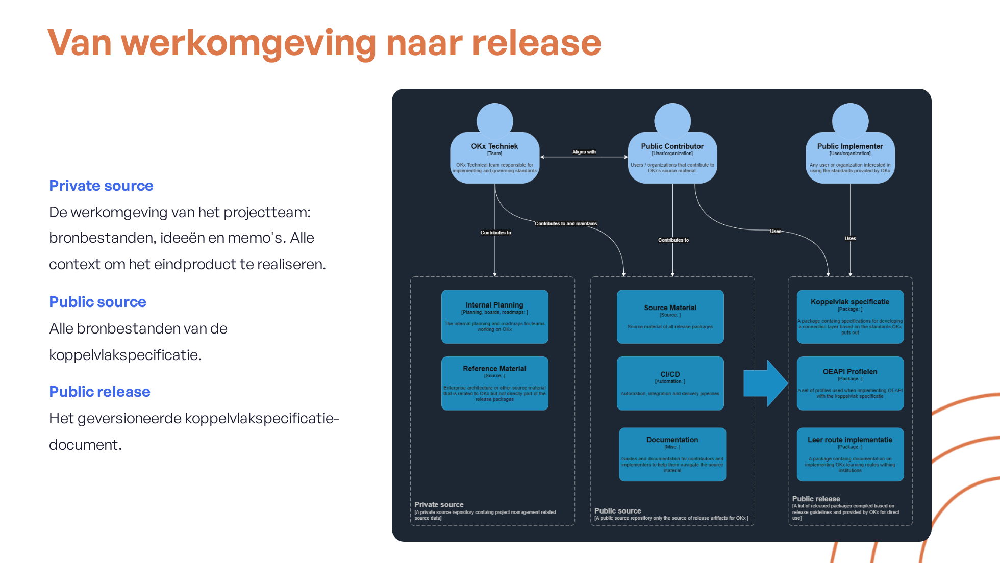 Van werkomgeving naar release
Private source
De werkomgeving van het projectteam:
bronbestanden, ideeën en memo's. Alle
context om het eindproduct te realiseren.
Public source
Alle bronbestanden van de
koppelvlakspecificatie.
Public release
Het geversioneerde koppelvlakspecificatie-
document.
OKx Techniek
[Team]
OKx Technical team responsible for
implementing and governing standards
Aligns with
Public Contributor
[User/organization]
Users / organizations that contribute to
OKx's source material.
Public Implementer
[User/organization]
Any user or organization interested in
using the standards provided by OKx
Contributes to
Contributes to and maintains
Contributes to
Uses
Uses
Internal Planning
[Planning, boards, roadmaps: ]
The internal planning and roadmaps for teams
working on OKx
Reference Material
[Source: ]
Enterprise architecture or other source material
that is related to OKx but not directly part of the
release packages
Private source
[A private source repository containg project management related
source data]
Source Material
[Source: ]
Source material of all release packages
CI/CD
[Automation: ]
Automation, integration and delivery pipelines
Documentation
[Misc: ]
Guides and documentation for contributors and
implementers to help them navigate the source
material
Public source
[A public source repository only the source of release artifacts for OKx ]
Koppelvlak specificatie
[Package: ]
A package containg specifications for developing
a connection layer based on the standards OKx
puts out
OEAPI Profielen
[Package: ]
A set of profiles used when implementing OEAPI
with the koppelvlak specificatie
Leer route implementatie
[Package: ]
A package containg documentation on
implementing OKx learning routes withing
institutions
Public release
[A list of released packages compiled based on
release guidelines and provided by OKx for direct
use]